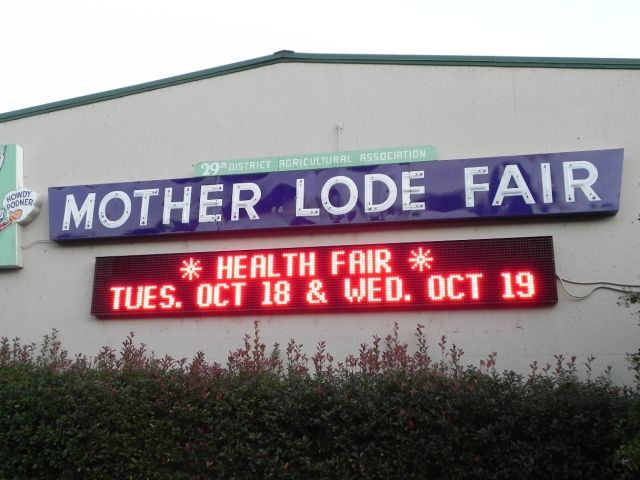 29th DISTRICT AGRICULTURAL ASSOCIATION
HOWDY
PODNER
MOTHER LODE FAIR
HEALTH FAIR
TUES. OCT 18 & WED. OCT 19